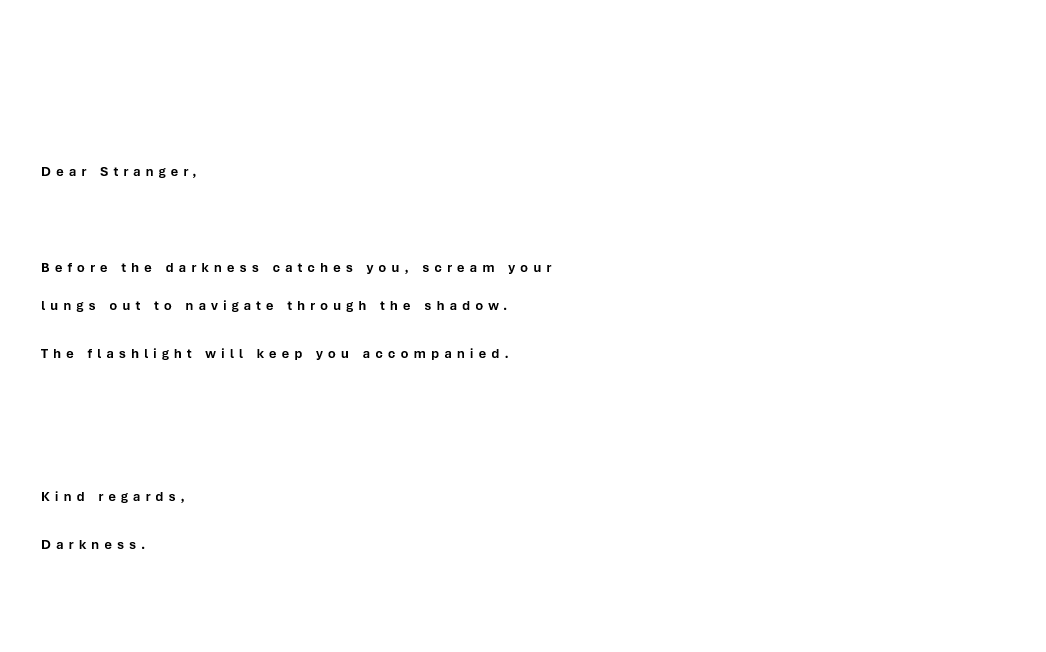 Dear Stranger,
Before the darkness catches you, scream your
lungs out to navigate through the shadow.
The flashlight will keep you accompanied.
Kind regards,
Darkness.